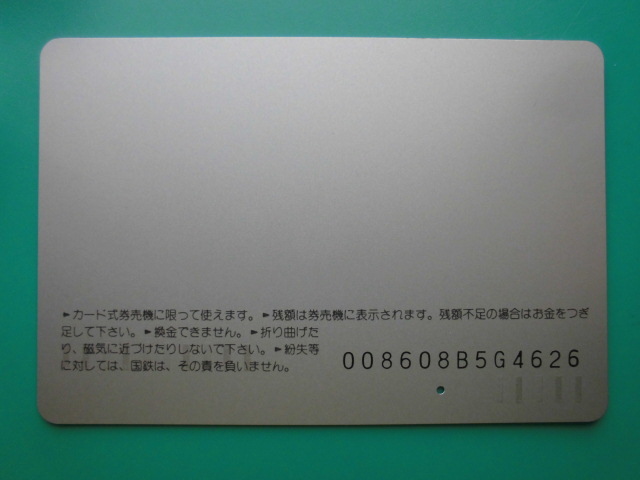 ►カード式券売機に限って使えます。►残額は券売機に表示されます。残額不足の場合はお金をつぎ
足して下さい。►換金できません。►折り曲げた
り、磁気に近づけたりしないで下さい。►紛失等
に対しては、国鉄は、その責を負いません。
008608B5G4626